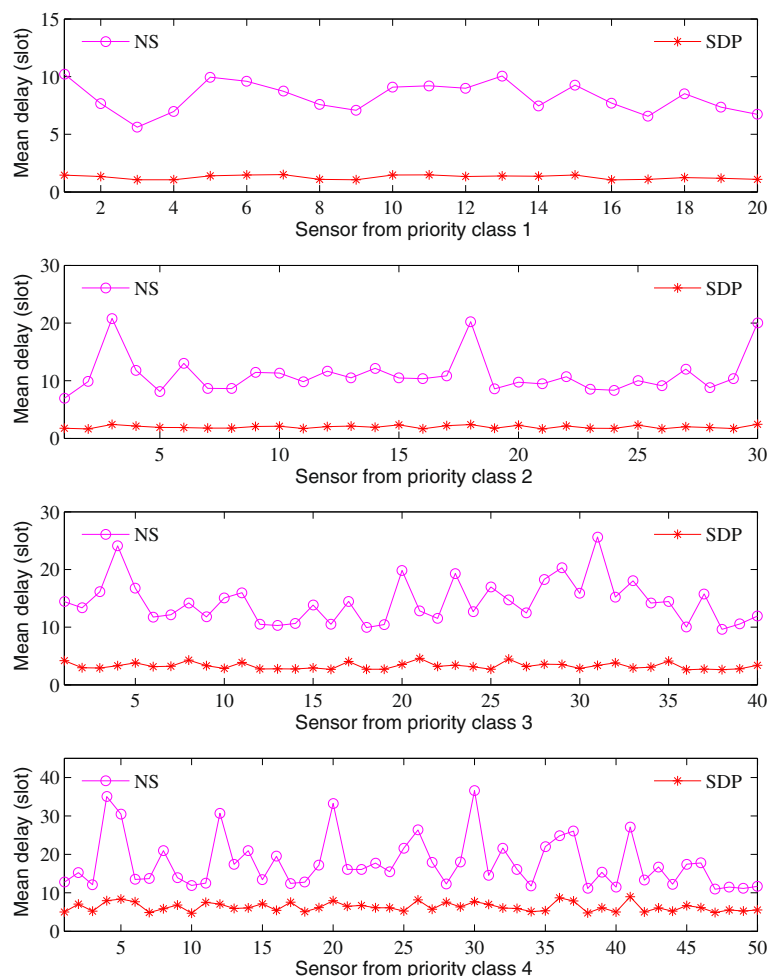 15
10
5
0
Mean delay (slot)
NS
SDP
2 4 6 8 10 12 14 16 18 20
Sensor from priority class 1
30
20
10
0
Mean delay (slot)
NS
SDP
5 10 15 20 25 30
Sensor from priority class 2
30
20
10
0
Mean delay (slot)
NS
SDP
5 10 15 20 25 30 35 40
Sensor from priority class 3
40
30
20
10
0
Mean delay (slot)
NS
SDP
5 10 15 20 25 30 35 40 45 50
Sensor from priority class 4